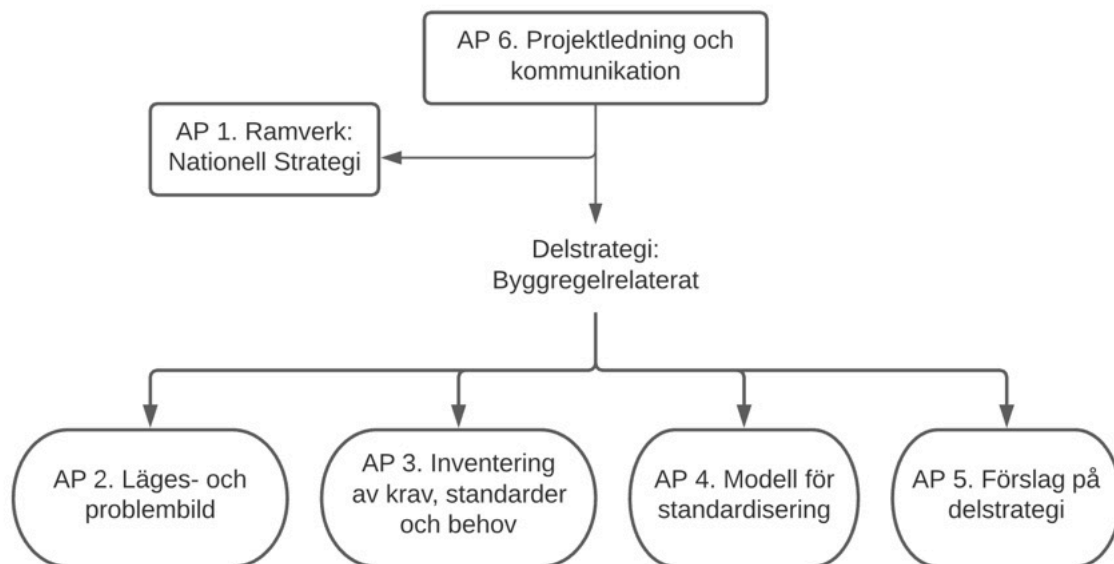 AP 6. Projektledning och
kommunikation
AP 1. Ramverk:
Nationell Strategi
Delstrategi:
Byggregelrelaterat
AP 2. Läges- och
problembild
AP 3. Inventering
av krav, standarder
och behov
AP 4. Modell för
standardisering
AP 5. Förslag på
delstrategi